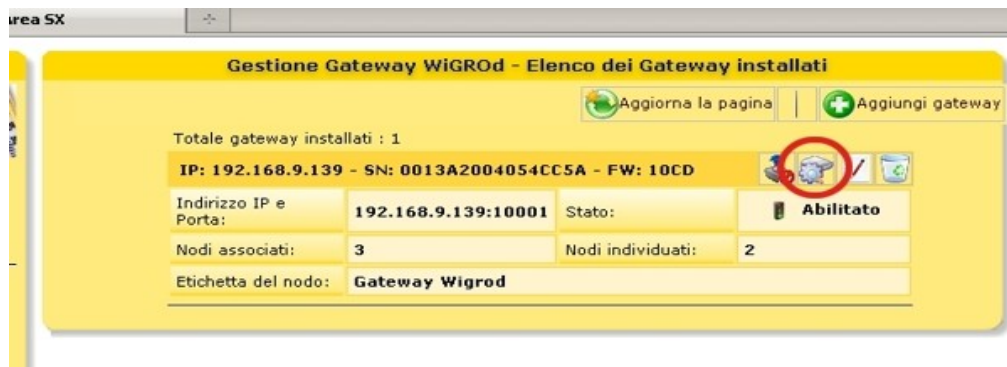 Area SX
Gestione Gateway WiGROd - Elenco dei Gateway installati
Aggiorna la pagina | Aggiungi gateway
Totale gateway installati : 1
IP: 192.168.9.139 - SN: 0013A2004054CC5A - FW: 10CD
Indirizzo IP e Porta: 192.168.9.139:10001 Stato: Abilitato
Nodi associati: 3 Nodi individuati: 2
Etichetta del nodo: Gateway Wigrod